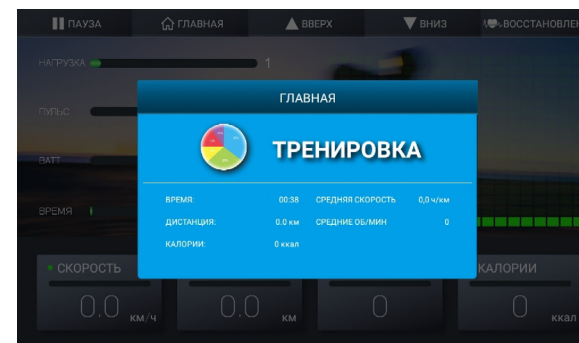 ПАУЗА ГЛАВНАЯ ВВЕРХ ВНИЗ ВОССТАНОВЛЕН
НАГРУЗКА 1
ГЛАВНАЯ
ПУЛЬС
ТРЕНИРОВКА
ВАТТ
ВРЕМЯ: 00:38 СРЕДНЯЯ СКОРОСТЬ 0,0 ч/км
ВРЕМЯ
ДИСТАНЦИЯ: 0.0 км СРЕДНИЕ ОБ/МИН 0
КАЛОРИИ: 0 ккал
СКОРОСТЬ КАЛОРИИ
0.0 км/ч 0.0 км 0 0 ккал